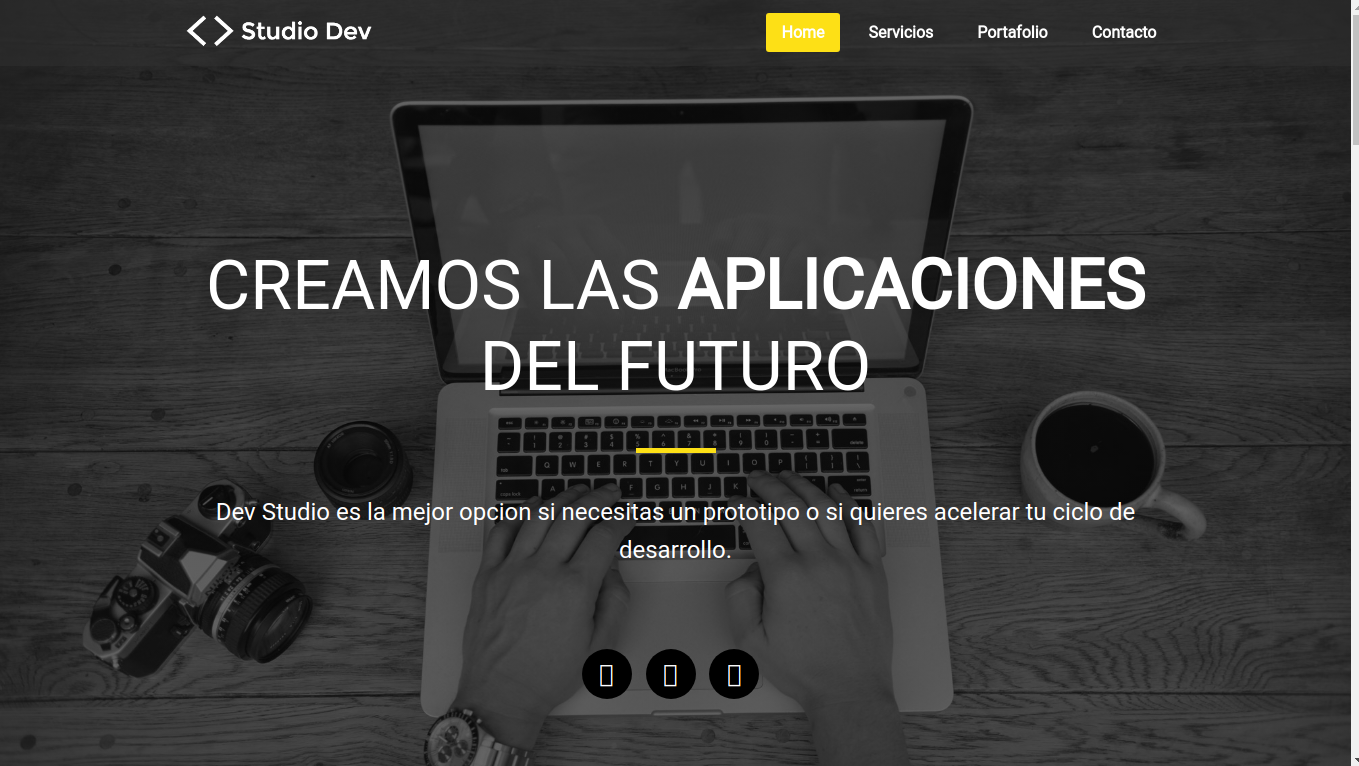 Studio Dev
Home Servicios Portafolio Contacto
CREAMOS LAS APLICACIONES
DEL FUTURO
Dev Studio es la mejor opcion si necesitas un prototipo o si quieres acelerar tu ciclo de
desarrollo.